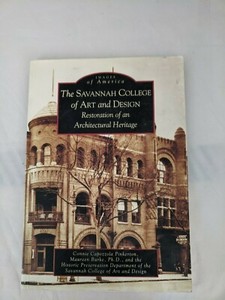 IMAGES
of America
THE SAVANNAH COLLEGE
OF ART AND DESIGN
Restoration of an
Architectural Heritage
Connie Capozzola Pinkerton,
Maureen Burke, Ph.D., and the
Historic Preservation Department of the
Savannah College of Art and Design